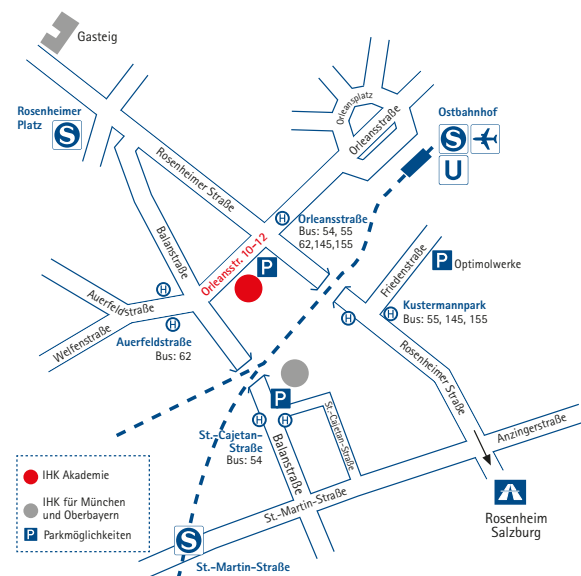 Gasteig
Rosenheimer
Platz
S
Rosenheimer Straße
Orleansplatz
Orleansstraße
Ostbahnhof
S
U
H
Orleansstraße
Bus: 54, 55
62,145,155
Orleansstr. 10-12
P
Balanstraße
Friedenstraße
P
Optimolwerke
H
Auerfeldstraße
Welfenstraße
H
Auerfeldstraße
Bus: 62
H
H
Kustermannpark
Bus: 55, 145, 155
Rosenheimer Straße
P
H
H
St.-Cajetan-
Straße
Bus: 54
Balanstraße
St.-Cajetan-Straße
Anzingerstraße
St.-Martin-Straße
Rosenheim
Salzburg
S
St.-Martin-Straße
IHK Akademie
IHK für München
und Oberbayern
P
Parkmöglichkeiten